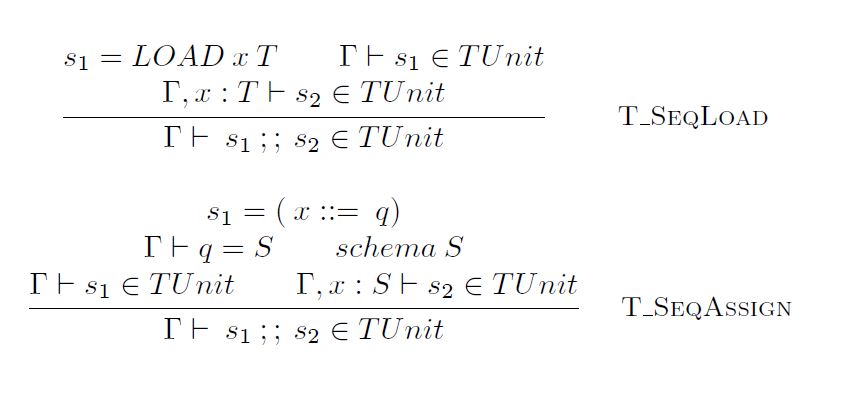 s₁ = LOAD x T Γ ⊢ s₁ ∈ TUnit
Γ, x : T ⊢ s₂ ∈ TUnit
Γ ⊢ s₁ ; ; s₂ ∈ TUnit
T_SeqLoad
s₁ = ( x ::= q)
Γ ⊢ q = S schema S
Γ ⊢ s₁ ∈ TUnit Γ, x : S ⊢ s₂ ∈ TUnit
Γ ⊢ s₁ ; ; s₂ ∈ TUnit
T_SeqAssign